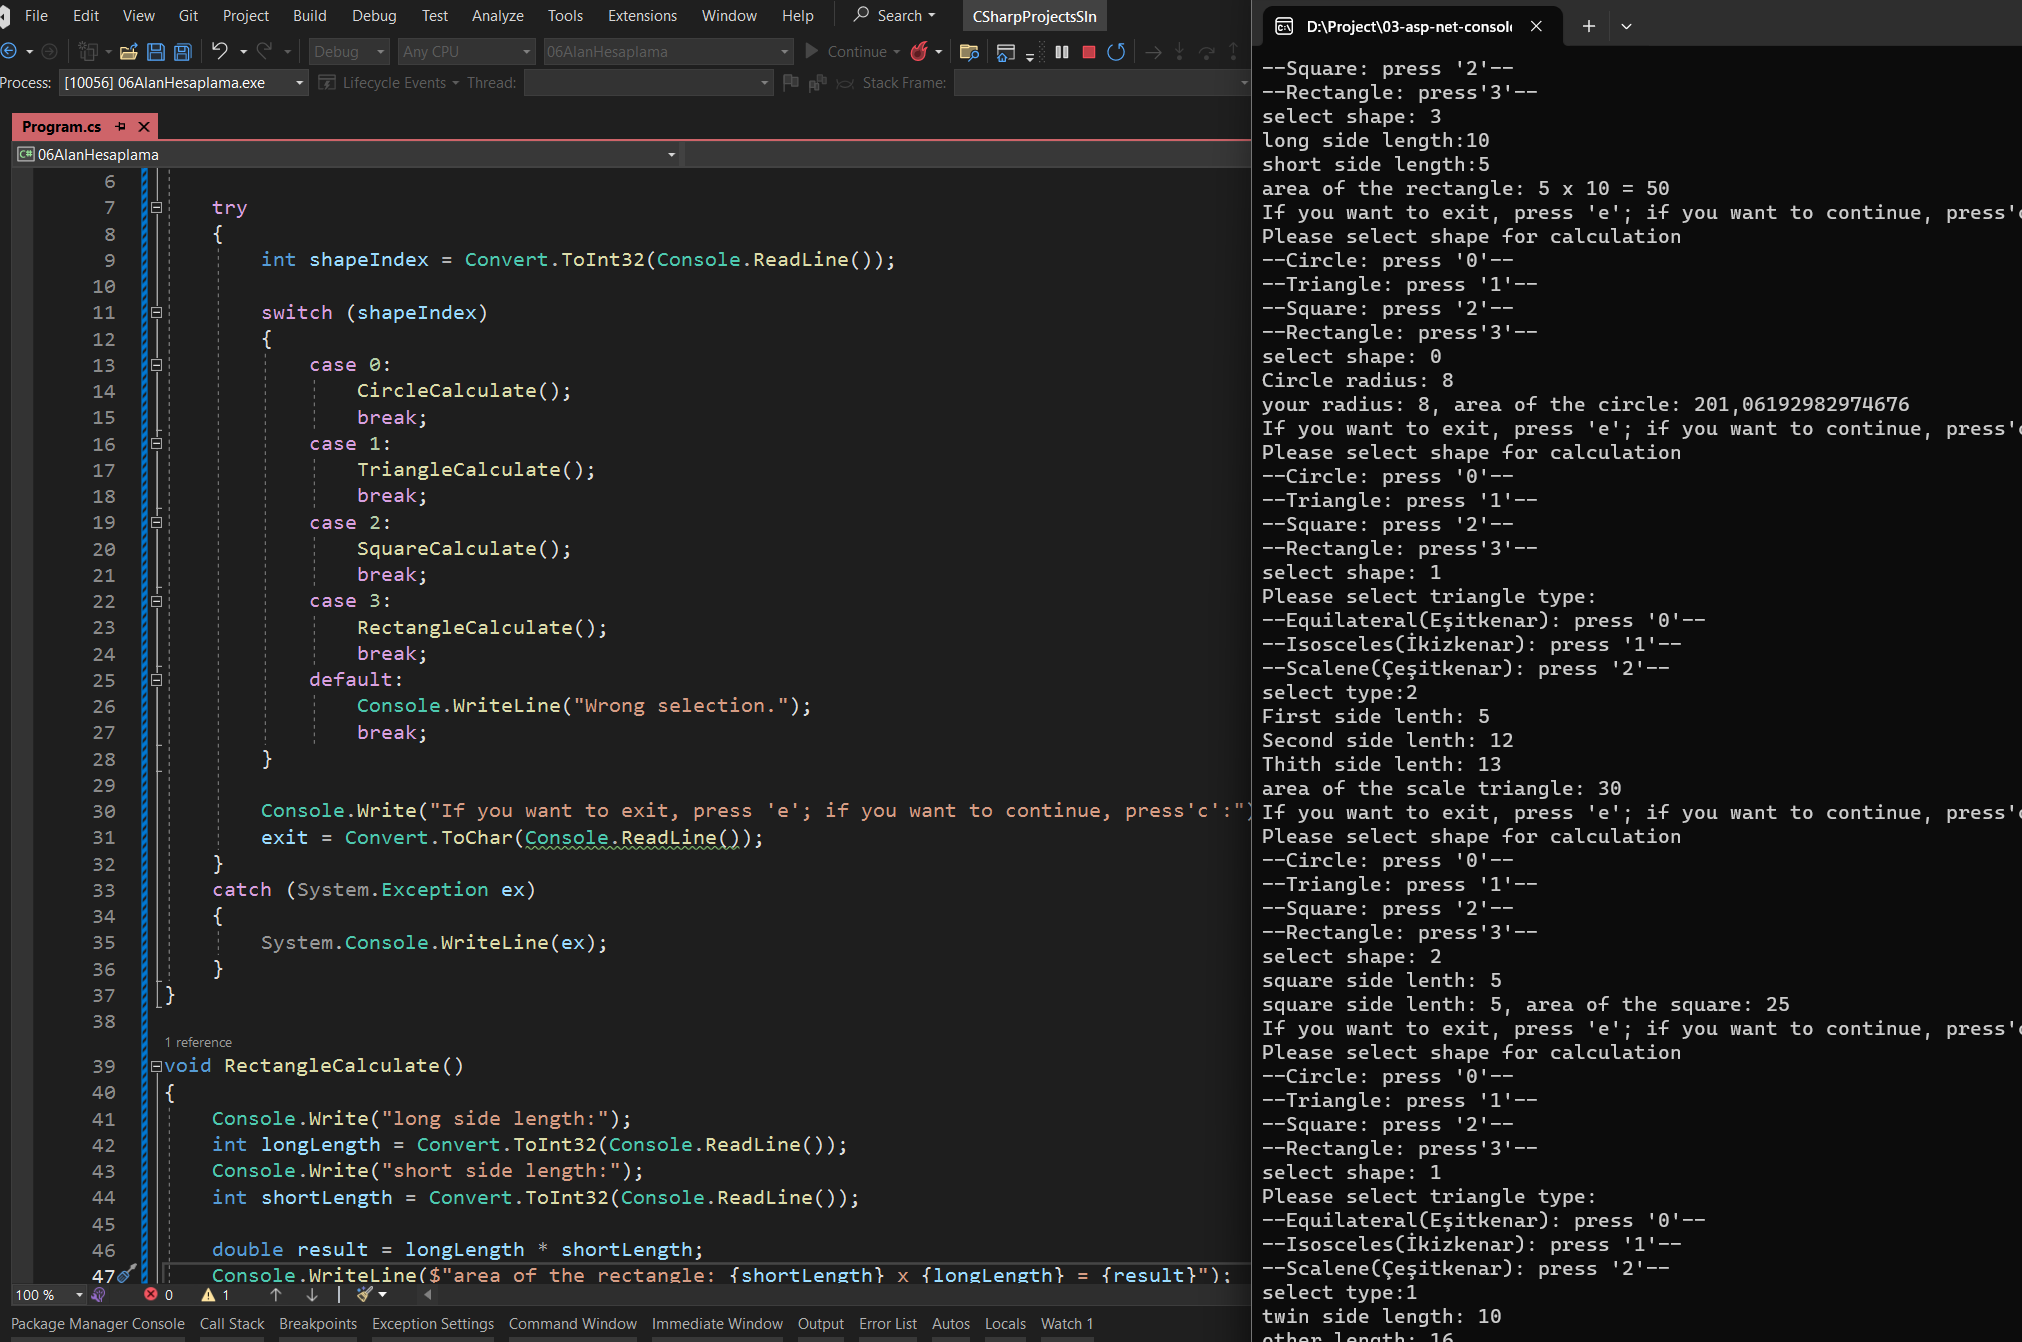 File Edit View Git Project Build Debug Test Analyze Tools Extensions Window Help Search CSharpProjectsSln
Debug Any CPU 06AlanHesaplama Continue
Process: [10056] 06AlanHesaplama.exe Lifecycle Events Thread: Stack Frame:
Program.cs
C# 06AlanHesaplama
6
7 try
8 {
9 int shapeIndex = Convert.ToInt32(Console.ReadLine());
10
11 switch (shapeIndex)
12 {
13 case 0:
14 CircleCalculate();
15 break;
16 case 1:
17 TriangleCalculate();
18 break;
19 case 2:
20 SquareCalculate();
21 break;
22 case 3:
23 RectangleCalculate();
24 break;
25 default:
26 Console.WriteLine("Wrong selection.");
27 break;
28 }
29
30 Console.Write("If you want to exit, press 'e'; if you want to continue, press'c':")
31 exit = Convert.ToChar(Console.ReadLine());
32 }
33 catch (System.Exception ex)
34 {
35 System.Console.WriteLine(ex);
36 }
37 }
38
1 reference
39 void RectangleCalculate()
40 {
41 Console.Write("long side length:");
42 int longLength = Convert.ToInt32(Console.ReadLine());
43 Console.Write("short side length:");
44 int shortLength = Convert.ToInt32(Console.ReadLine());
45
46 double result = longLength * shortLength;
47 Console.WriteLine($"area of the rectangle: {shortLength} x {longLength} = {result}");
100 % 0 1
Package Manager Console Call Stack Breakpoints Exception Settings Command Window Immediate Window Output Error List Autos Locals Watch 1
D:\Project\03-asp-net-consol
--Square: press '2'--
--Rectangle: press'3'--
select shape: 3
long side length:10
short side length:5
area of the rectangle: 5 x 10 = 50
If you want to exit, press 'e'; if you want to continue, press'c
Please select shape for calculation
--Circle: press '0'--
--Triangle: press '1'--
--Square: press '2'--
--Rectangle: press'3'--
select shape: 0
Circle radius: 8
your radius: 8, area of the circle: 201,06192982974676
If you want to exit, press 'e'; if you want to continue, press'c
Please select shape for calculation
--Circle: press '0'--
--Triangle: press '1'--
--Square: press '2'--
--Rectangle: press'3'--
select shape: 1
Please select triangle type:
--Equilateral(Eşitkenar): press '0'--
--Isosceles(İkizkenar): press '1'--
--Scalene(Çeşitkenar): press '2'--
select type:2
First side lenth: 5
Second side lenth: 12
Thith side lenth: 13
area of the scale triangle: 30
If you want to exit, press 'e'; if you want to continue, press'c
Please select shape for calculation
--Circle: press '0'--
--Triangle: press '1'--
--Square: press '2'--
--Rectangle: press'3'--
select shape: 2
square side lenth: 5
square side lenth: 5, area of the square: 25
If you want to exit, press 'e'; if you want to continue, press'c
Please select shape for calculation
--Circle: press '0'--
--Triangle: press '1'--
--Square: press '2'--
--Rectangle: press'3'--
select shape: 1
Please select triangle type:
--Equilateral(Eşitkenar): press '0'--
--Isosceles(İkizkenar): press '1'--
--Scalene(Çeşitkenar): press '2'--
select type:1
twin side length: 10
other length: 16